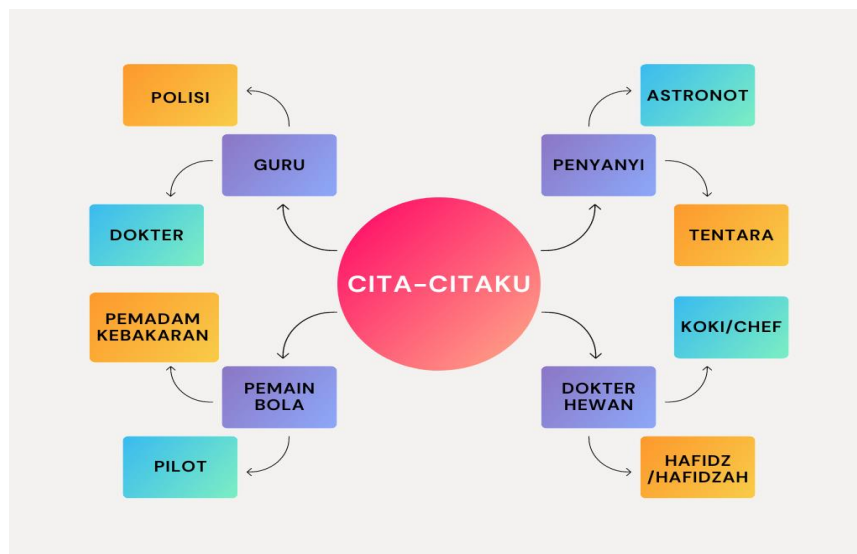 POLISI
GURU
DOKTER
PEMADAM
KEBAKARAN
PEMAIN
BOLA
PILOT
CITA-CITAKU
ASTRONOT
PENYANYI
TENTARA
KOKI/CHEF
DOKTER
HEWAN
HAFIDZ
/HAFIDZAH